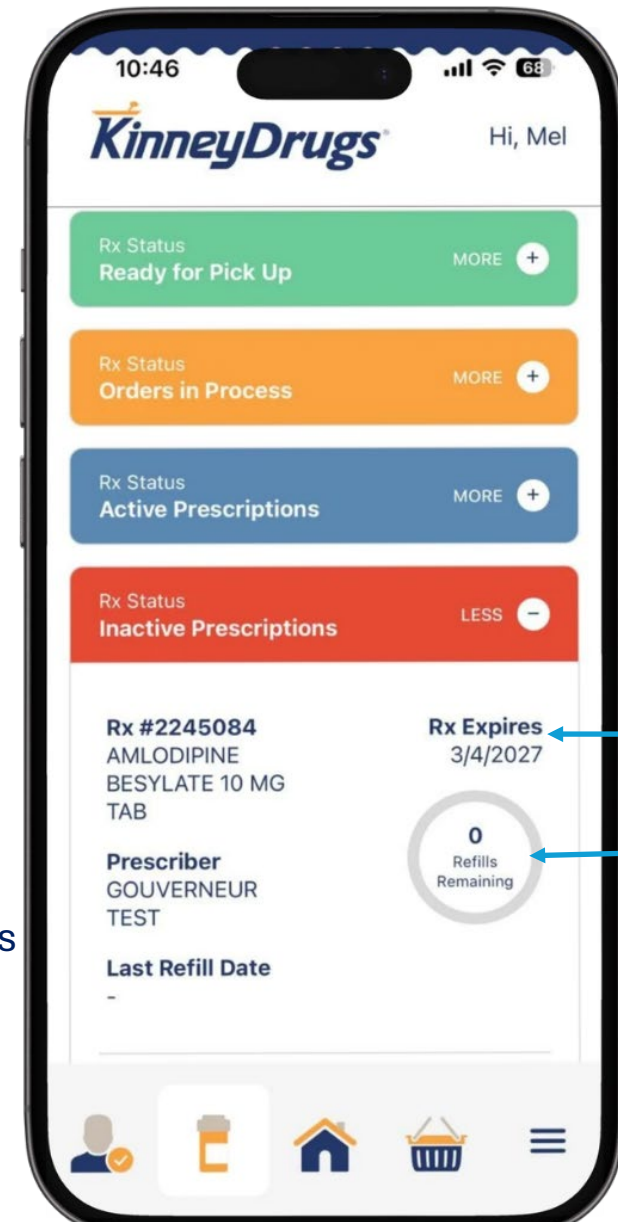 10:46
68
KinneyDrugs
Hi, Mel
Rx Status
Ready for Pick Up
MORE
Rx Status
Orders in Process
MORE
Rx Status
Active Prescriptions
MORE
Rx Status
Inactive Prescriptions
LESS
Rx #2245084
AMLODIPINE
BESYLATE 10 MG
TAB
Rx Expires
3/4/2027
0
Refills
Remaining
Prescriber
GOUVERNEUR
TEST
Last Refill Date
-
s